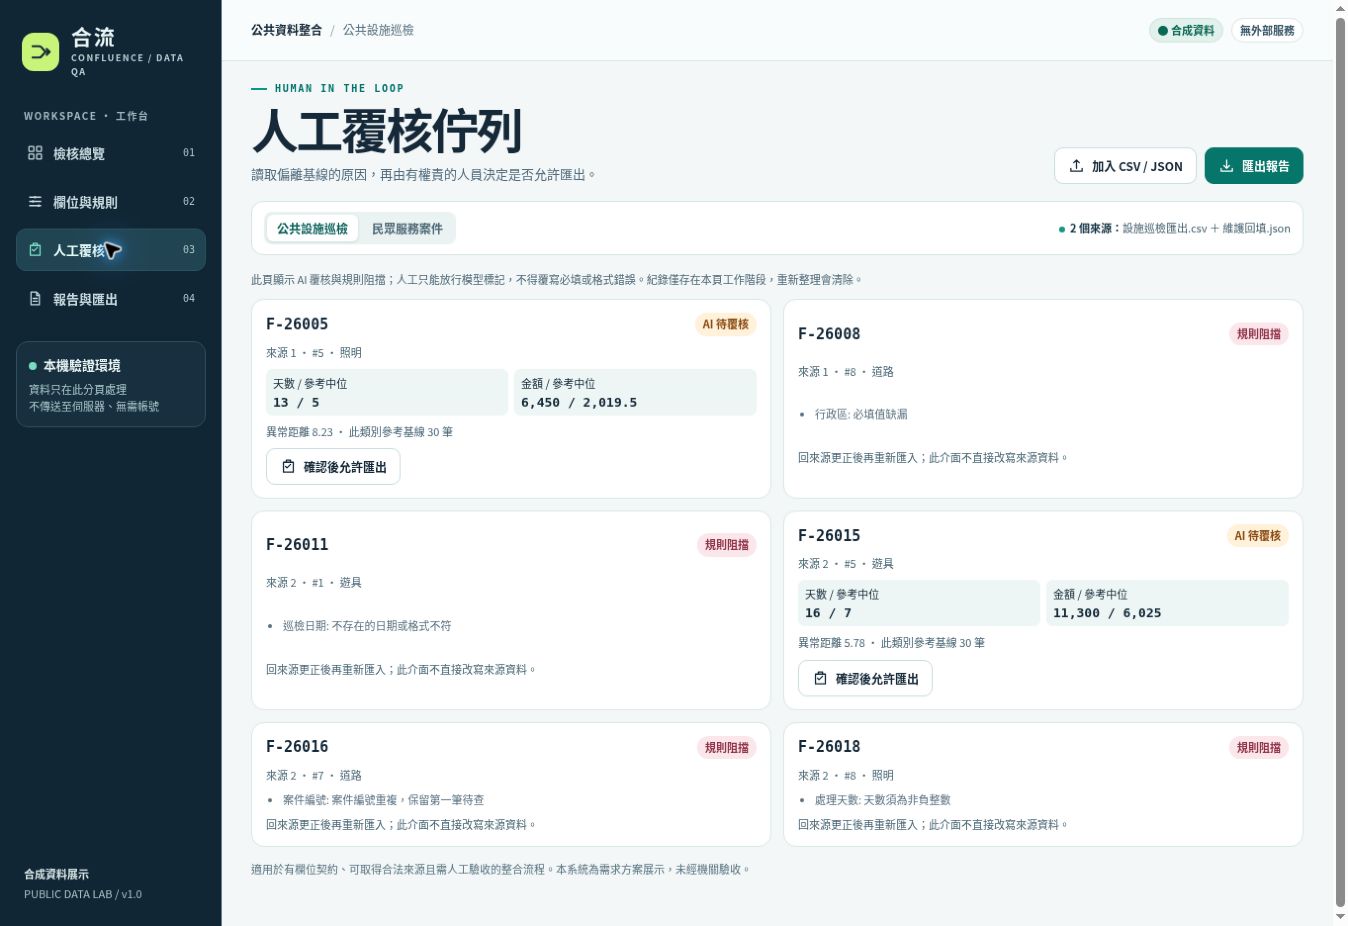 合流
CONFLUENCE / DATA
QA
WORKSPACE · 工作台
檢核總覽 01
欄位與規則 02
人工覆核 03
報告與匯出 04
本機驗證環境
資料只在此分頁處理
不傳送至伺服器、無需帳號
合成資料展示
PUBLIC DATA LAB / v1.0
公共資料整合 / 公共設施巡檢
合成資料 無外部服務
HUMAN IN THE LOOP
人工覆核佇列
讀取偏離基線的原因，再由有權責的人員決定是否允許匯出。
加入 CSV / JSON 匯出報告
公共設施巡檢 民眾服務案件
2 個來源：設施巡檢匯出.csv ＋ 維護回填.json
此頁顯示 AI 覆核與規則阻擋；人工只能放行模型標記，不得覆寫必填或格式錯誤。紀錄僅存在本頁工作階段，重新整理會清除。
F-26005 AI 待覆核
來源 1 · #5 · 照明
天數 / 參考中位
13 / 5
金額 / 參考中位
6,450 / 2,019.5
異常距離 8.23 · 此類別參考基線 30 筆
確認後允許匯出
F-26008 規則阻擋
來源 1 · #8 · 道路
• 行政區: 必填值缺漏
回來源更正後再重新匯入；此介面不直接改寫來源資料。
F-26011 規則阻擋
來源 2 · #1 · 遊具
• 巡檢日期: 不存在的日期或格式不符
回來源更正後再重新匯入；此介面不直接改寫來源資料。
F-26015 AI 待覆核
來源 2 · #5 · 遊具
天數 / 參考中位
16 / 7
金額 / 參考中位
11,300 / 6,025
異常距離 5.78 · 此類別參考基線 30 筆
確認後允許匯出
F-26016 規則阻擋
來源 2 · #7 · 道路
• 案件編號: 案件編號重複，保留第一筆待查
回來源更正後再重新匯入；此介面不直接改寫來源資料。
F-26018 規則阻擋
來源 2 · #8 · 照明
• 處理天數: 天數須為非負整數
回來源更正後再重新匯入；此介面不直接改寫來源資料。
適用於有欄位契約、可取得合法來源且需人工驗收的整合流程。本系統為需求方案展示，未經機關驗收。